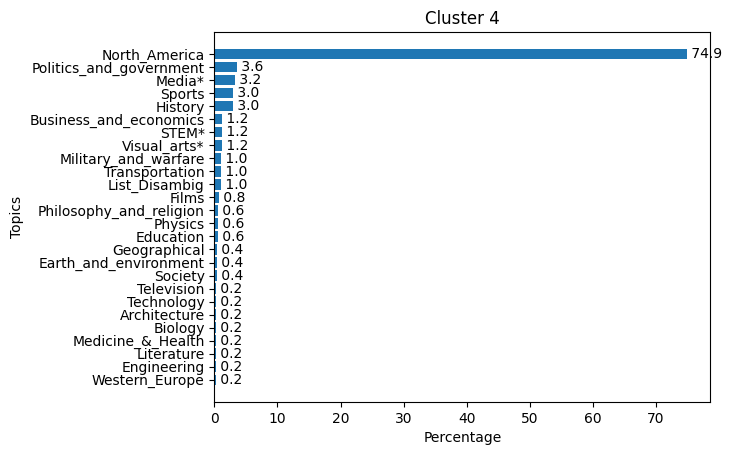 Cluster 4
North_America 74.9
Politics_and_government 3.6
Media* 3.2
Sports 3.0
History 3.0
Business_and_economics 1.2
STEM* 1.2
Visual_arts* 1.2
Military_and_warfare 1.0
Transportation 1.0
List_Disambig 1.0
Films 0.8
Philosophy_and_religion 0.6
Physics 0.6
Education 0.6
Geographical 0.4
Earth_and_environment 0.4
Society 0.4
Television 0.2
Technology 0.2
Architecture 0.2
Biology 0.2
Medicine_&_Health 0.2
Literature 0.2
Engineering 0.2
Western_Europe 0.2
0 10 20 30 40 50 60 70
Percentage
Topics